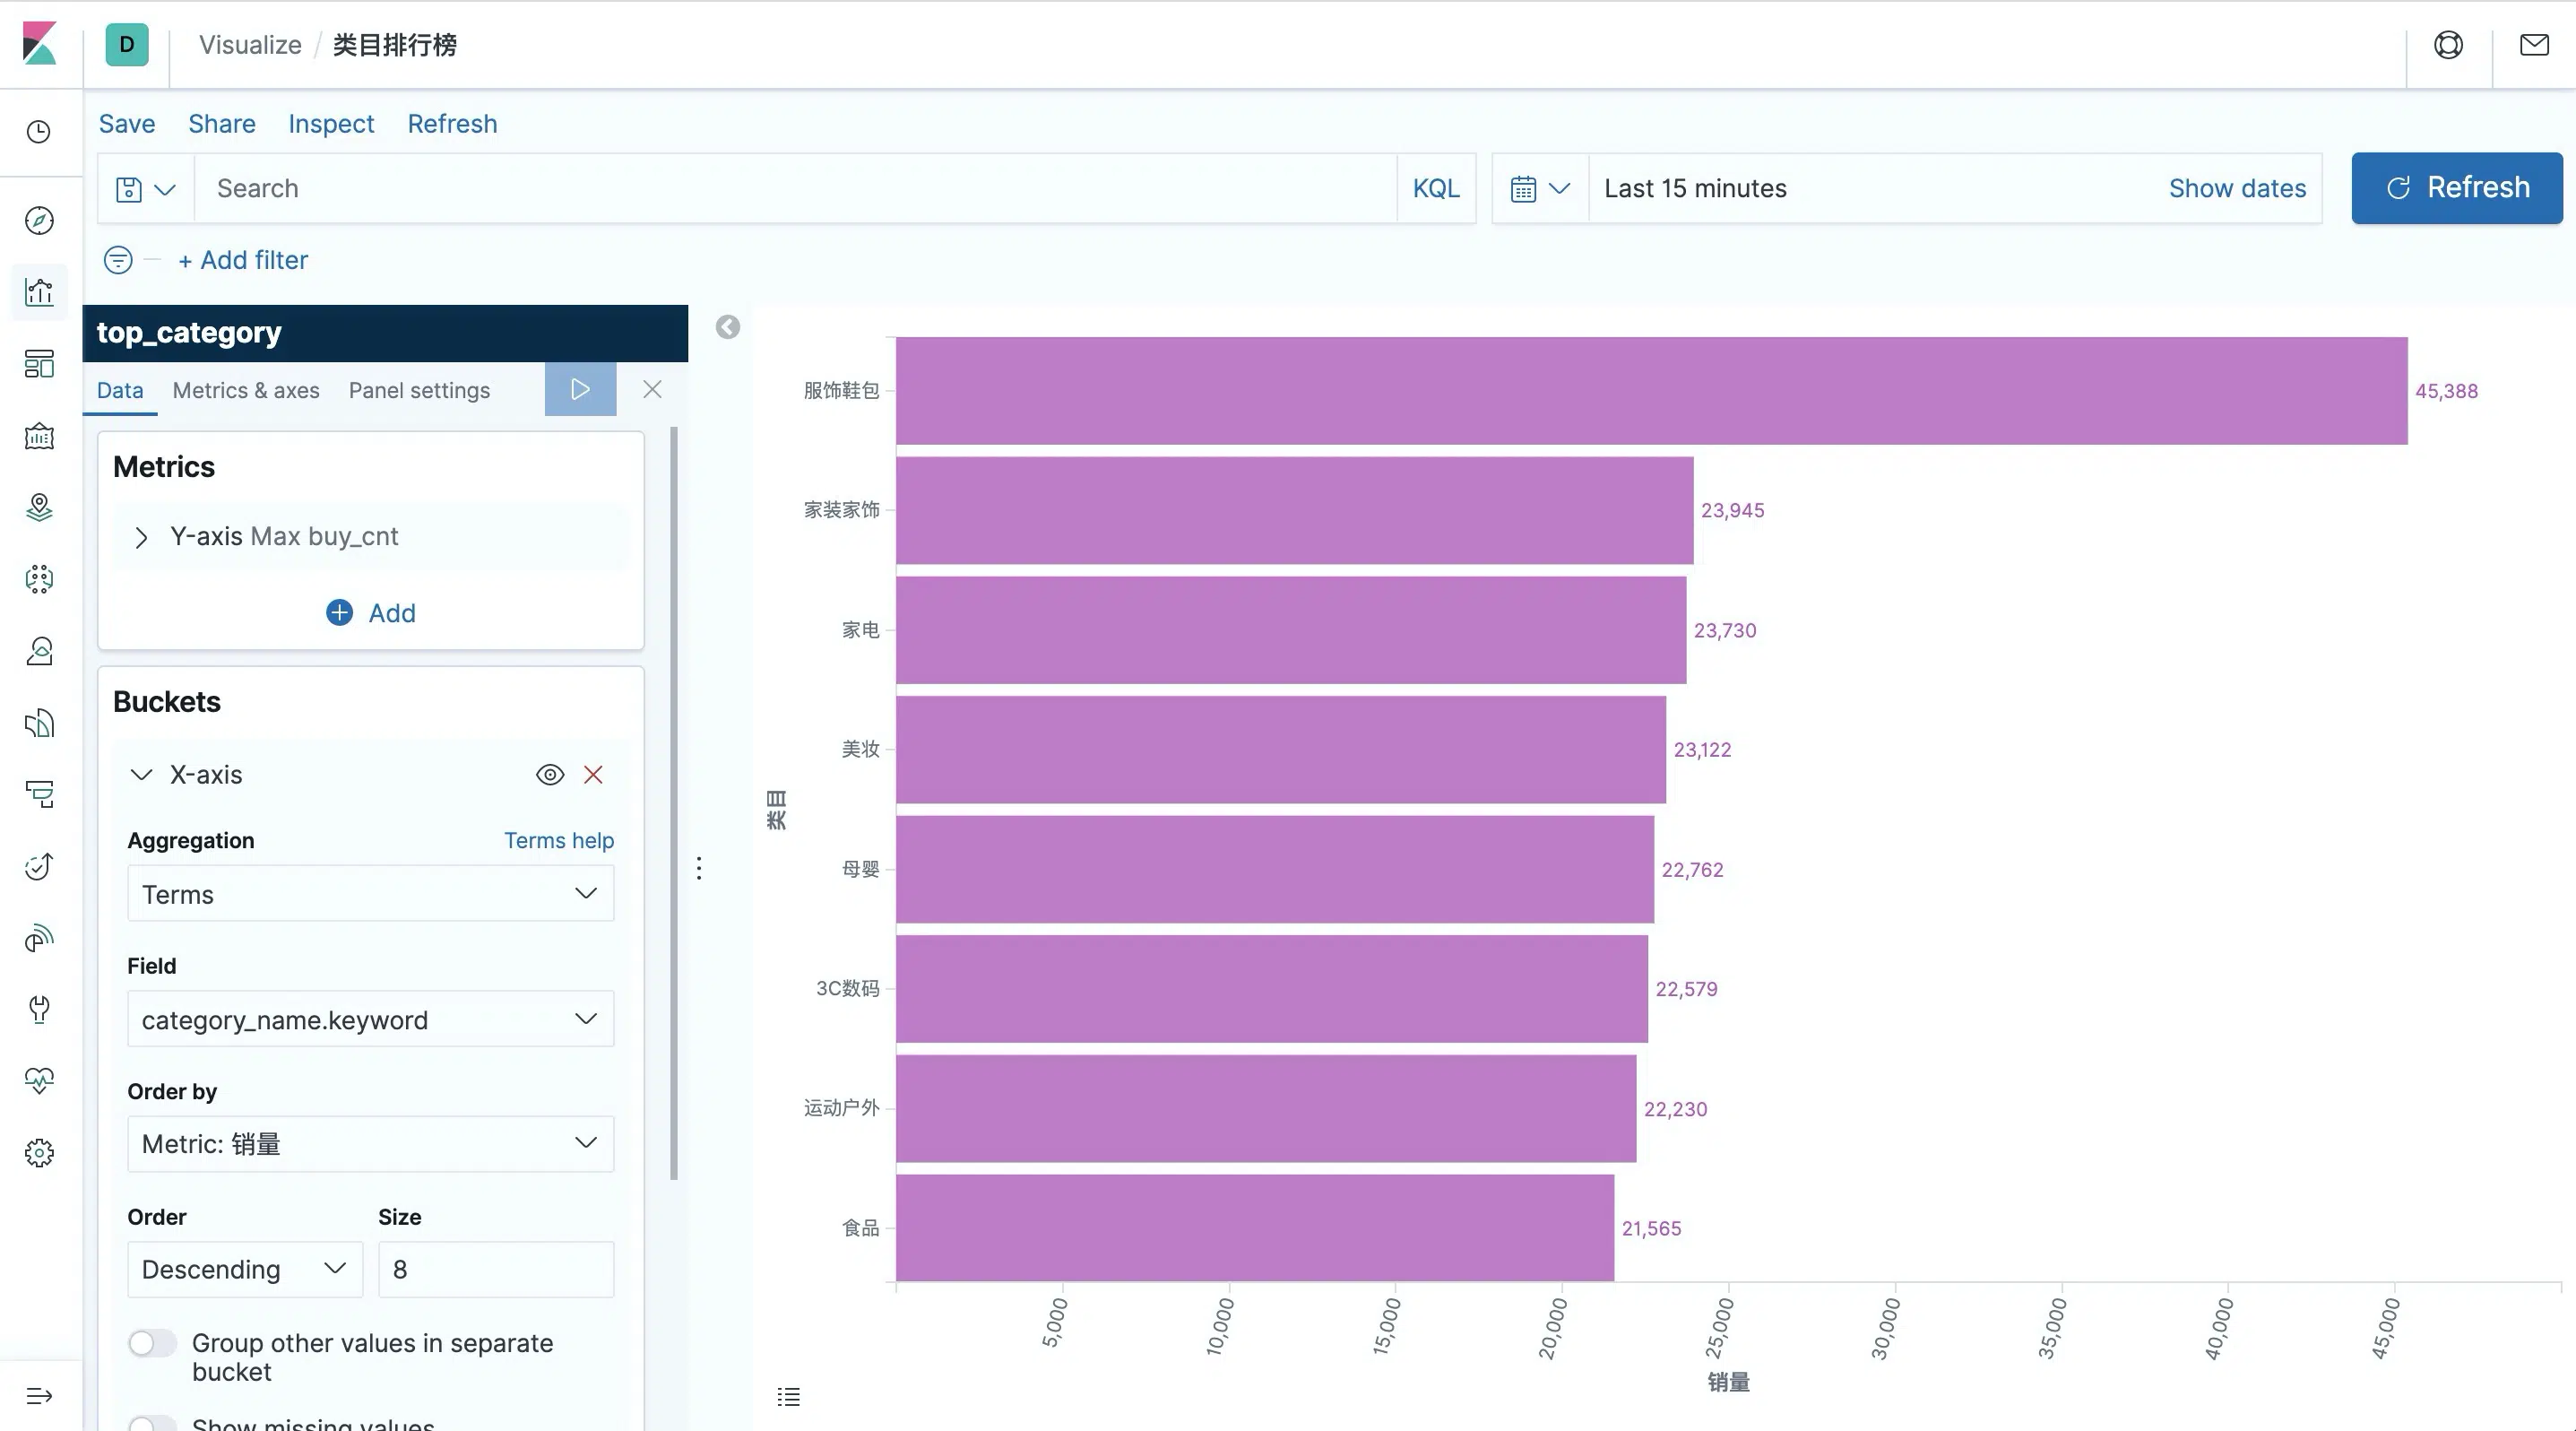 D
Visualize / 类目排行榜
Save Share Inspect Refresh
Search KQL
Last 15 minutes Show dates
Refresh
+ Add filter
top_category
Data Metrics & axes Panel settings
Metrics
Y-axis Max buy_cnt
Add
Buckets
X-axis
Aggregation Terms help
Terms
Field
category_name.keyword
Order by
Metric: 销量
Order Size
Descending 8
Group other values in separate
bucket
Show missing values
类目
服饰鞋包 45,388
家装家饰 23,945
家电 23,730
美妆 23,122
母婴 22,762
3C数码 22,579
运动户外 22,230
食品 21,565
5,000 10,000 15,000 20,000 25,000 30,000 35,000 40,000 45,000
销量